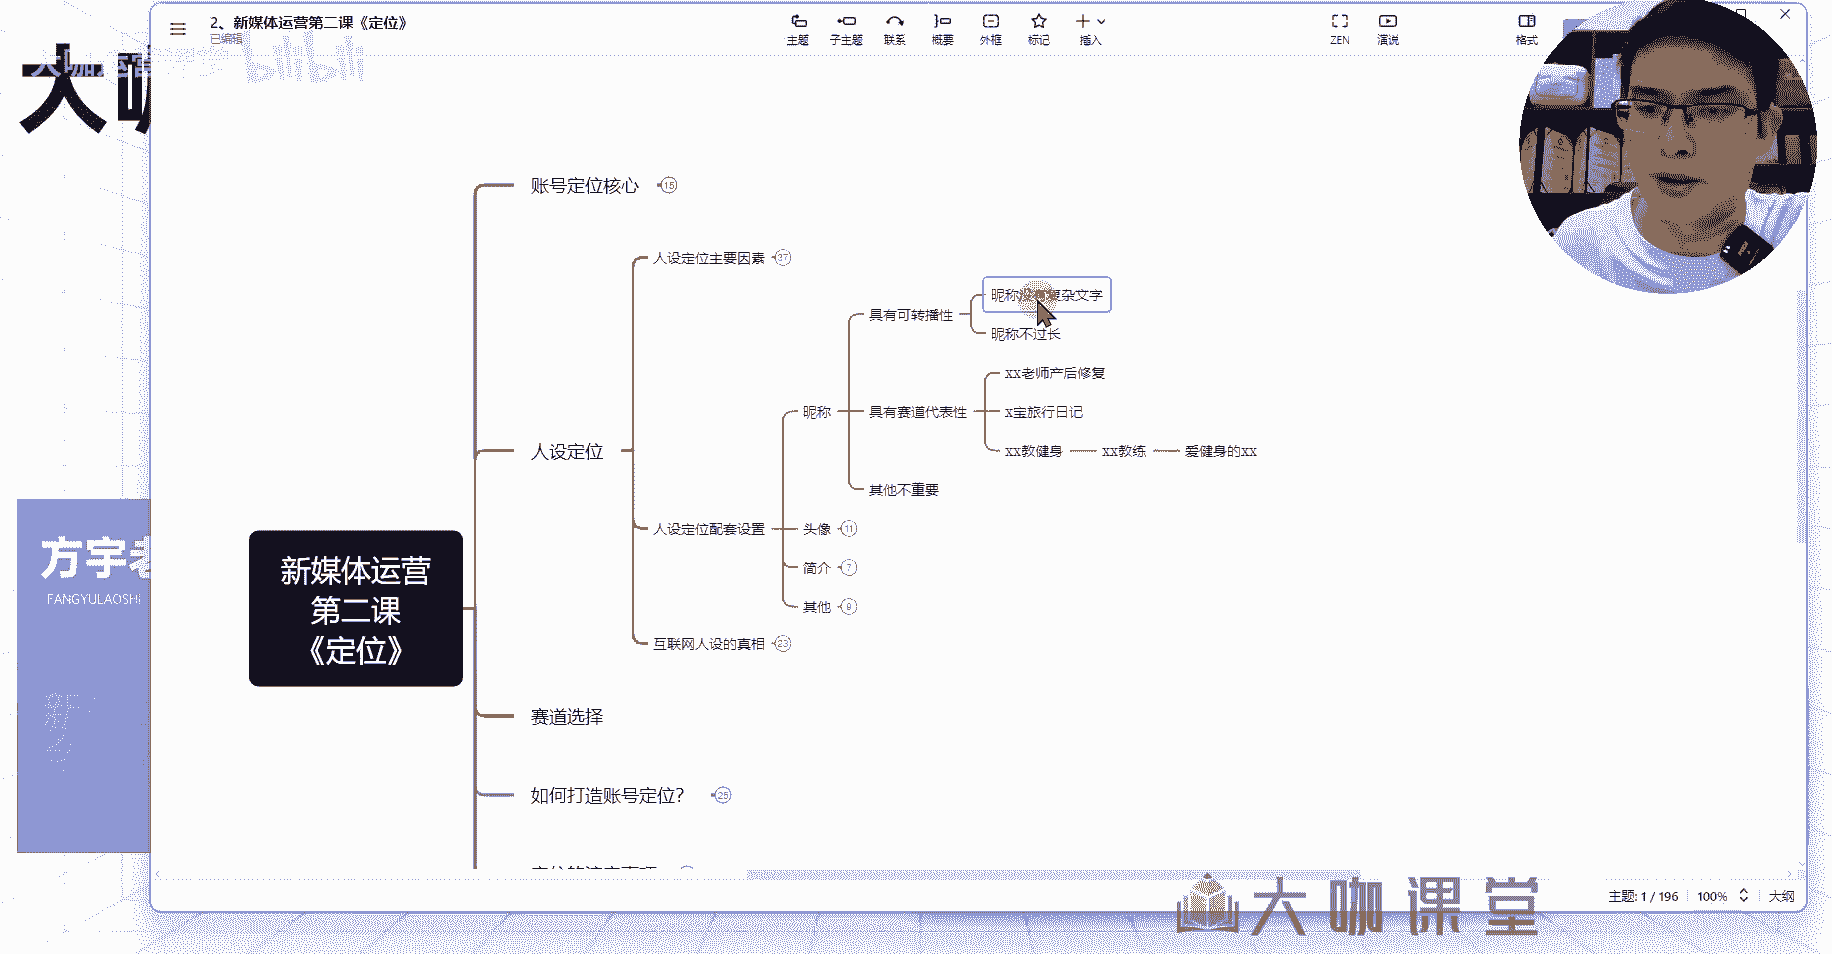 2、新媒体运营第二课《定位》
已编辑
主题
子主题
联系
概要
外框
标记
插入
ZEN
演说
格式
大咖运营
bilibili
大咖
账号定位核心 15
人设定位主要因素 37
昵称没有复杂文字
具有可转播性
昵称不过长
xx老师产后修复
昵称
具有赛道代表性
x宝旅行日记
人设定位
xx教健身
xx教练
爱健身的xx
其他不重要
人设定位配套设置
头像 11
简介 7
其他 9
互联网人设的真相 23
新媒体运营
第二课
《定位》
方宇老
FANGYULAOSHI
赛道选择
如何打造账号定位? 25
主题: 1 / 196
100%
大纲
大咖课堂